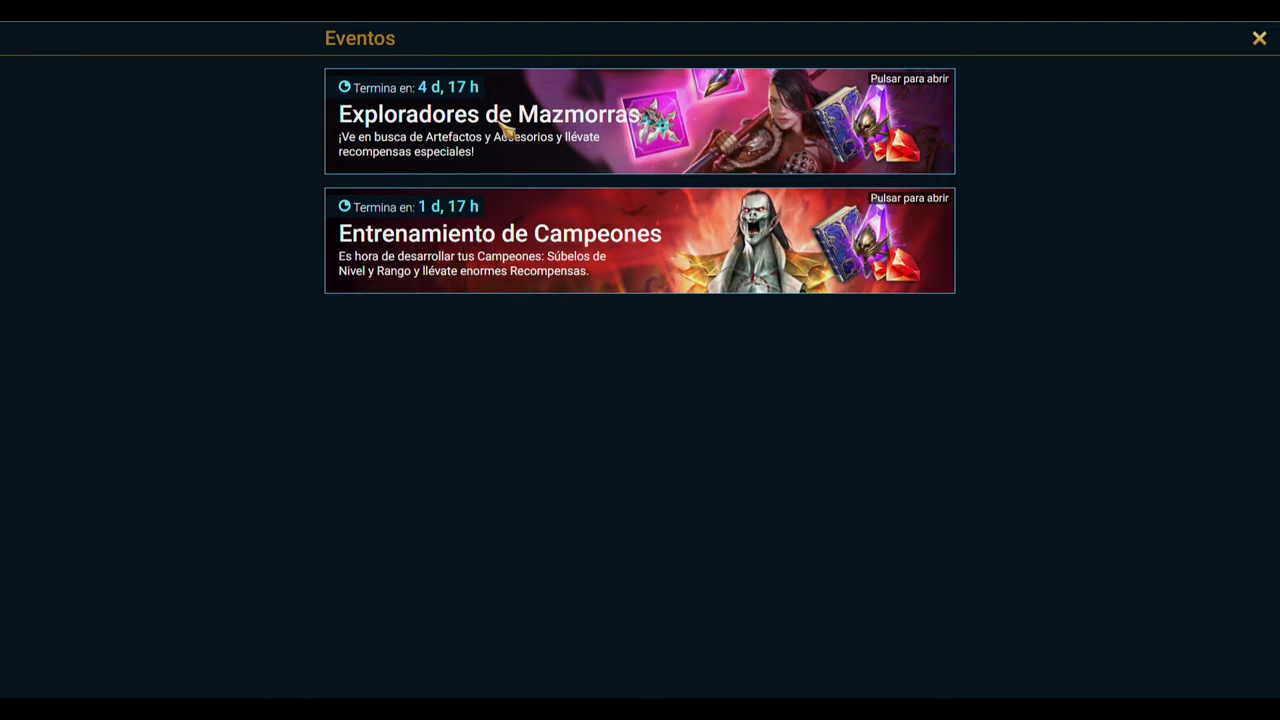 Eventos
Termina en: 4 d, 17 h
Pulsar para abrir
Exploradores de Mazmorras
¡Ve en busca de Artefactos y Accesorios y llévate
recompensas especiales!
Termina en: 1 d, 17 h
Pulsar para abrir
Entrenamiento de Campeones
Es hora de desarrollar tus Campeones: Súbelos de
Nivel y Rango y llévate enormes Recompensas.